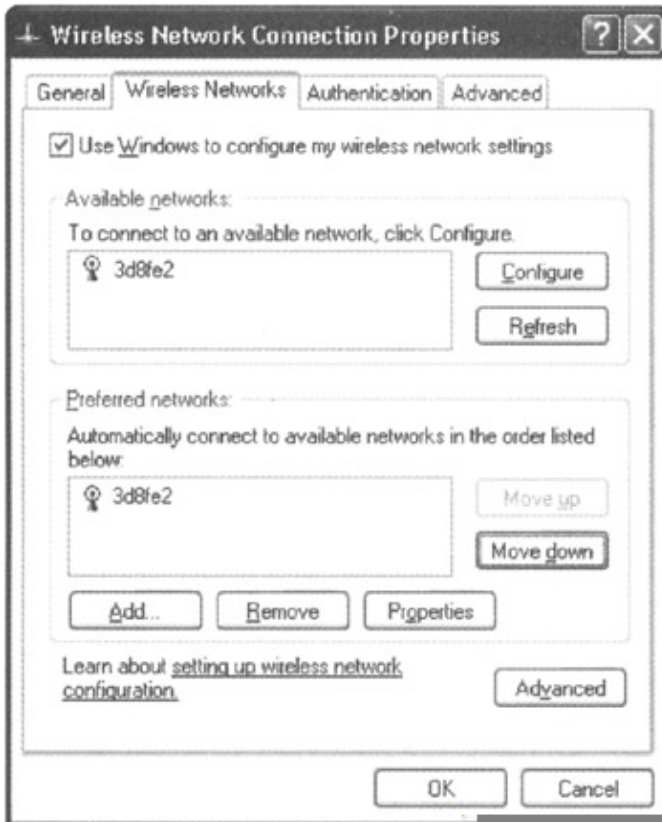 Wireless Network Connection Properties
General Wireless Networks Authentication Advanced
Use Windows to configure my wireless network settings
Available networks:
To connect to an available network, click Configure.
3d8fe2
Configure
Refresh
Preferred networks:
Automatically connect to available networks in the order listed
below:
3d8fe2
Move up
Move down
Add... Remove Properties
Learn about setting up wireless network
configuration.
Advanced
OK Cancel